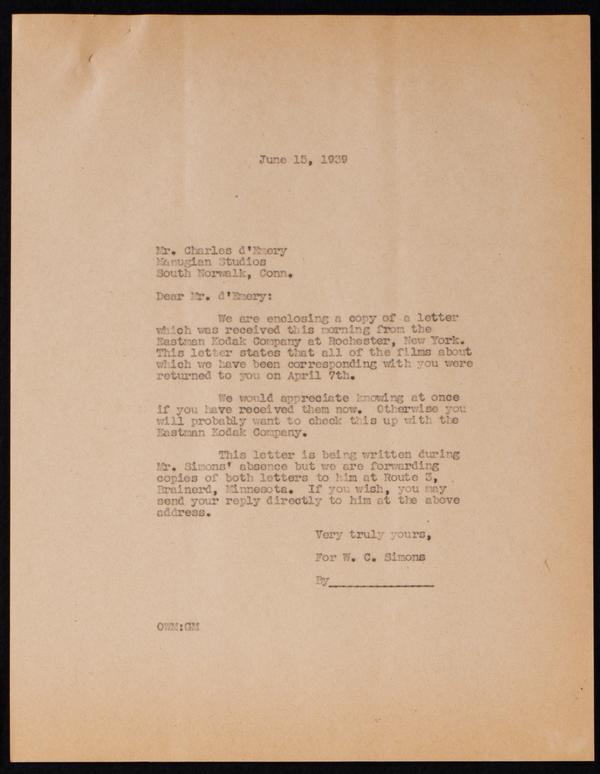 June 15, 1939
Mr. Charles d'Emery
Manugian Studios
South Norwalk, Conn.
Dear Mr. d'Emery:
We are enclosing a copy of a letter
which was received this morning from the
Eastman Kodak Company at Rochester, New York.
This letter states that all of the films about
which we have been corresponding with you were
returned to you on April 7th.
We would appreciate knowing at once
if you have received them now. Otherwise you
will probably want to check this up with the
Eastman Kodak Company.
This letter is being written during
Mr. Simons' absence but we are forwarding
copies of both letters to him at Route 3,
Brainerd, Minnesota. If you wish, you may
send your reply directly to him at the above
address.
Very truly yours,
For W. C. Simons
By_______________
OWM:GM